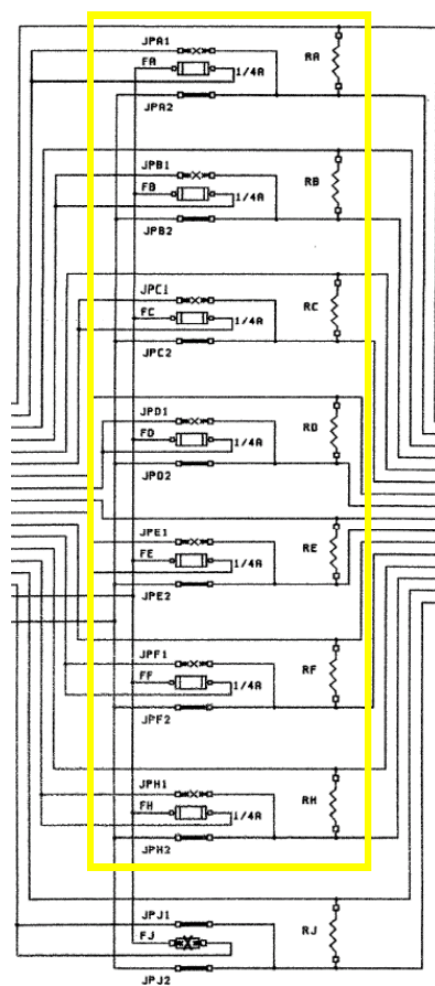 JPA1
FA
1/4A
RA
JPA2
JPB1
FB
1/4A
RB
JPB2
JPC1
FC
1/4A
RC
JPC2
JPD1
FD
1/4A
RD
JPD2
JPE1
FE
1/4A
RE
JPE2
JPF1
FF
1/4A
RF
JPF2
JPH1
FH
1/4A
RH
JPH2
JPJ1
FJ
RJ
JPJ2